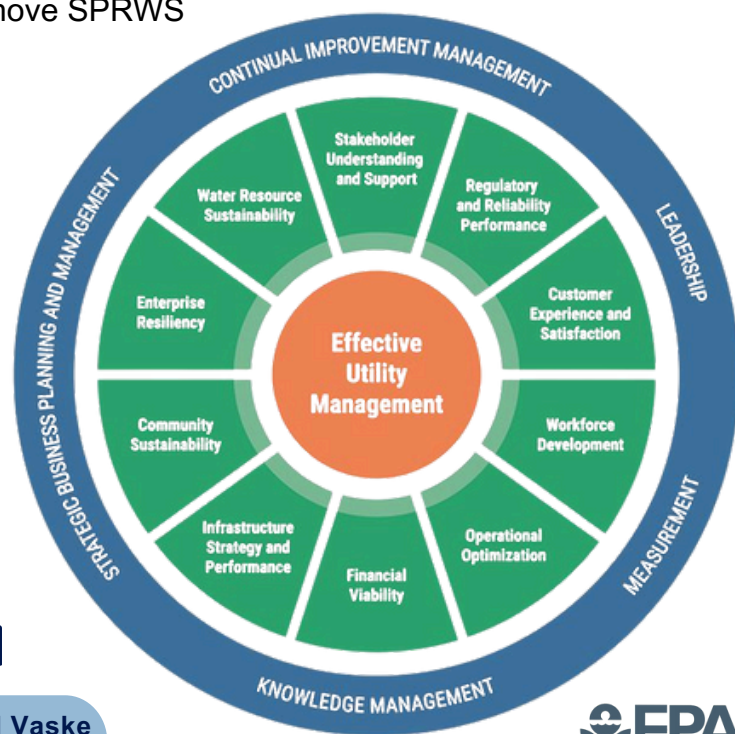 move SPRWS
CONTINUAL IMPROVEMENT MANAGEMENT
LEADERSHIP
MEASUREMENT
KNOWLEDGE MANAGEMENT
STRATEGIC BUSINESS PLANNING AND MANAGEMENT
Stakeholder
Understanding
and Support
Regulatory
and Reliability
Performance
Customer
Experience and
Satisfaction
Workforce
Development
Operational
Optimization
Financial
Viability
Infrastructure
Strategy and
Performance
Community
Sustainability
Enterprise
Resiliency
Water Resource
Sustainability
Effective
Utility
Management
Vaske
EPA